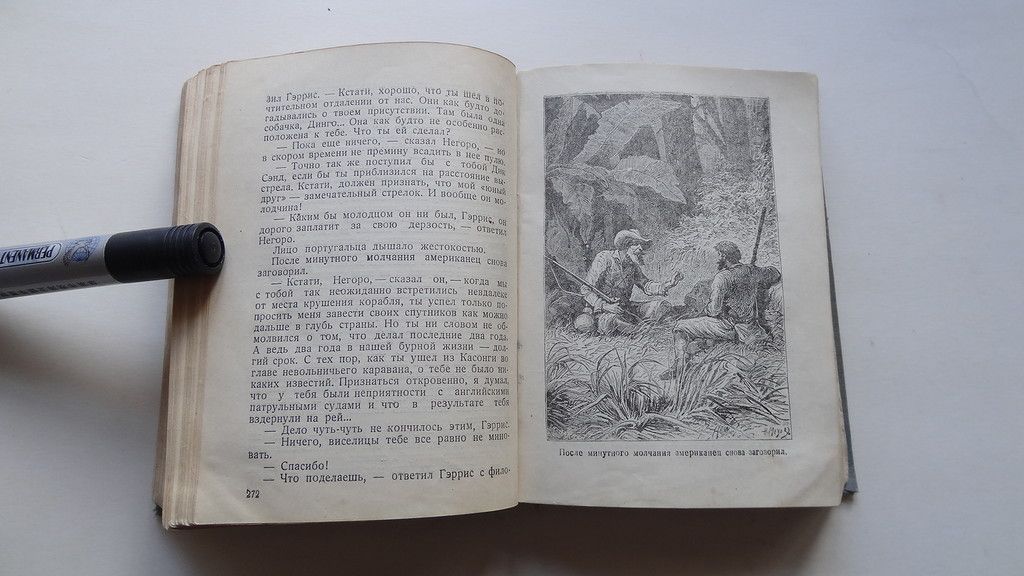 зил Гэррис. — Кстати, хорошо, что ты шел в по-
чтительном отдалении от нас. Они как будто до-
гадывались о твоем присутствии. Там была одна
собачка, Динго... Она как будто не особенно рас-
положена к тебе. Что ты ей сделал?
— Пока еще ничего, — сказал Негоро, — но
в скором времени не премину всадить в нее пулю.
— Точно так же поступил бы с тобой Дик
Сэнд, если бы ты приблизился на расстояние вы-
стрела. Кстати, должен признать, что мой «юный
друг» — замечательный стрелок. И вообще он мо-
лодчина!
— Каким бы молодцом он ни был, Гэррис, он
дорого заплатит за свою дерзость, — ответил
Негоро.
Лицо португальца дышало жестокостью.
После минутного молчания американец снова
заговорил.
— Кстати, Негоро, — сказал он, — когда мы
с тобой так неожиданно встретились невдалеке
от места крушения корабля, ты успел только по-
просить меня завести своих спутников как можно
дальше в глубь страны. Но ты ни словом не об-
молвился о том, что делал последние два года.
А ведь два года в нашей бурной жизни — дол-
гий срок. С тех пор, как ты ушел из Касонги во
главе невольничьего каравана, о тебе не было ни-
каких известий. Признаться откровенно, я думал,
что у тебя были неприятности с английскими
патрульными судами и что в результате тебя
вздернули на рей...
— Дело чуть-чуть не кончилось этим, Гэррис.
— Ничего, виселицы тебе все равно не мино-
вать.
— Спасибо!
— Что поделаешь, — ответил Гэррис с фило-
272
После минутного молчания американец снова заговорил.
PERMANENT